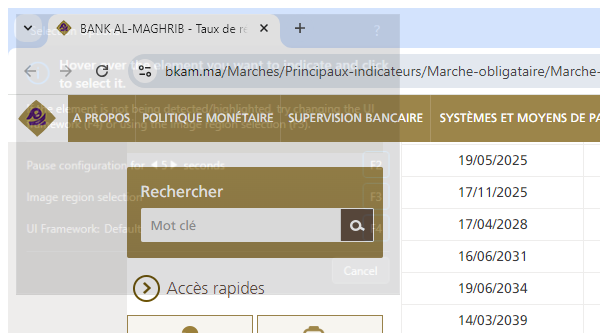 Select
?
BANK AL-MAGHRIB - Taux de ré
Hover over the element you want to indicate and click
to select it.
bkam.ma/Marches/Principaux-indicateurs/Marche-obligataire/Marche-
element is not being detected/highlighted, try changing the UI
framework (F4) or using the image region selection (F3).
A PROPOS POLITIQUE MONÉTAIRE SUPERVISION BANCAIRE SYSTÈMES ET MOYENS DE PA
19/05/2025
Pause configuration for 5 seconds F2
Rechercher
17/11/2025
Image region selection F3
Mot clé
17/04/2028
UI Framework: Default F4
16/06/2031
Cancel
Accès rapides
19/06/2034
14/03/2039